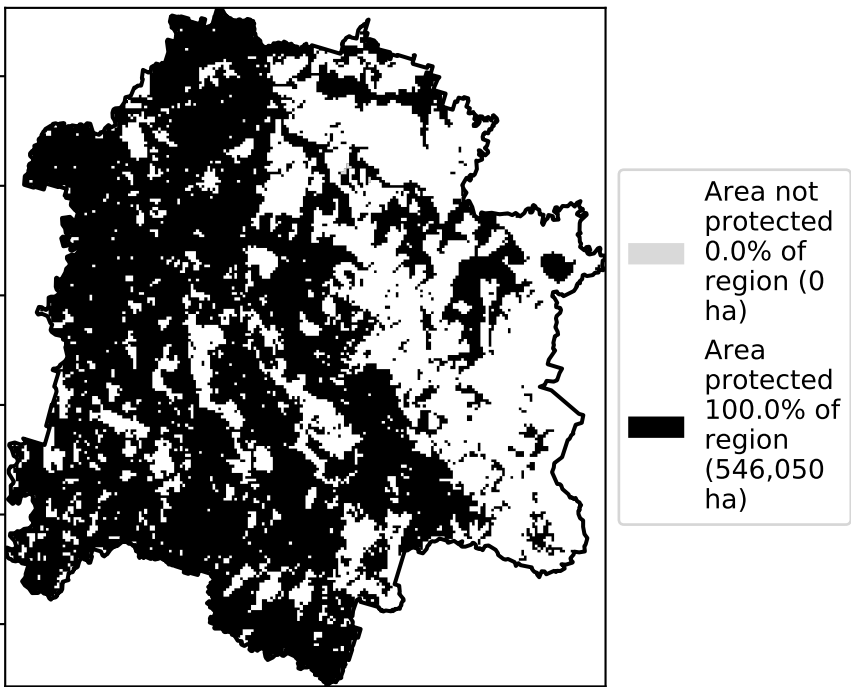 Area not
protected
0.0% of
region (0
ha)
Area
protected
100.0% of
region
(546,050
ha)